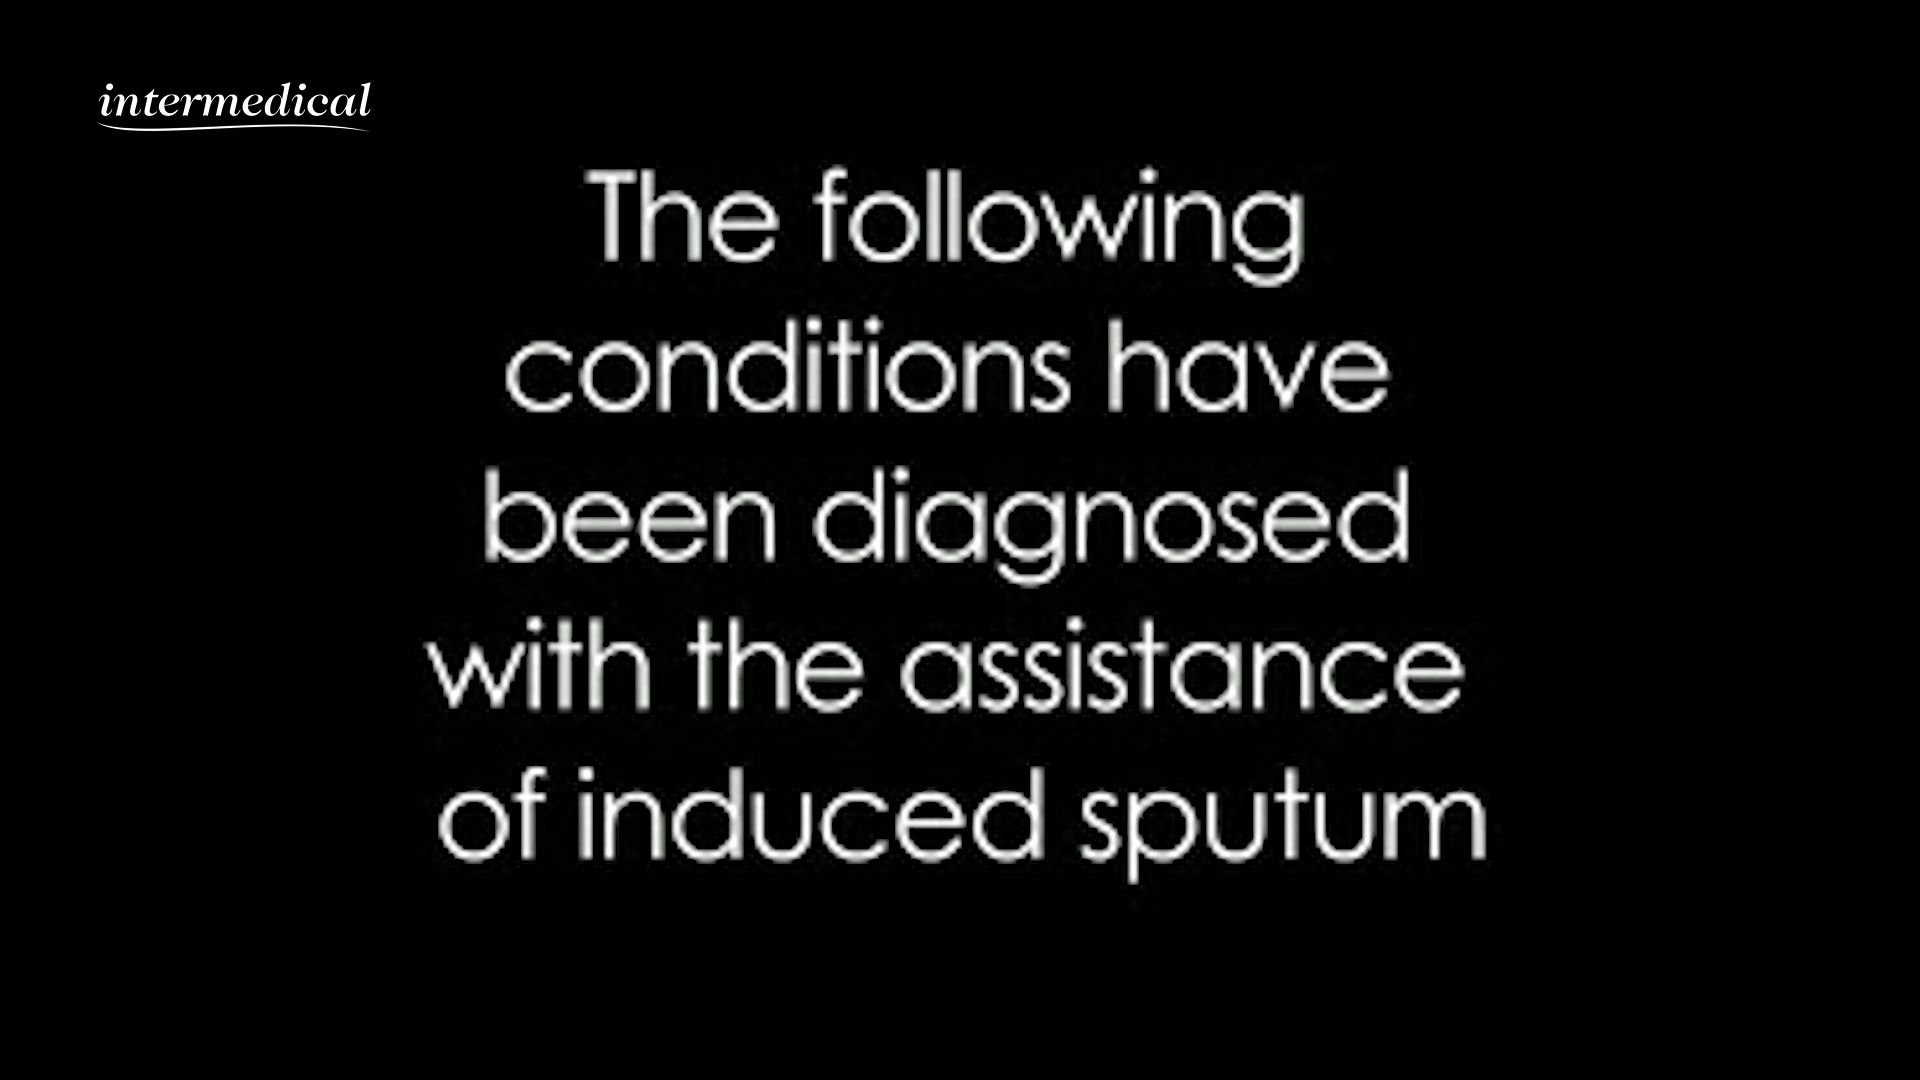 intermedical
The following
conditions have
been diagnosed
with the assistance
of induced sputum